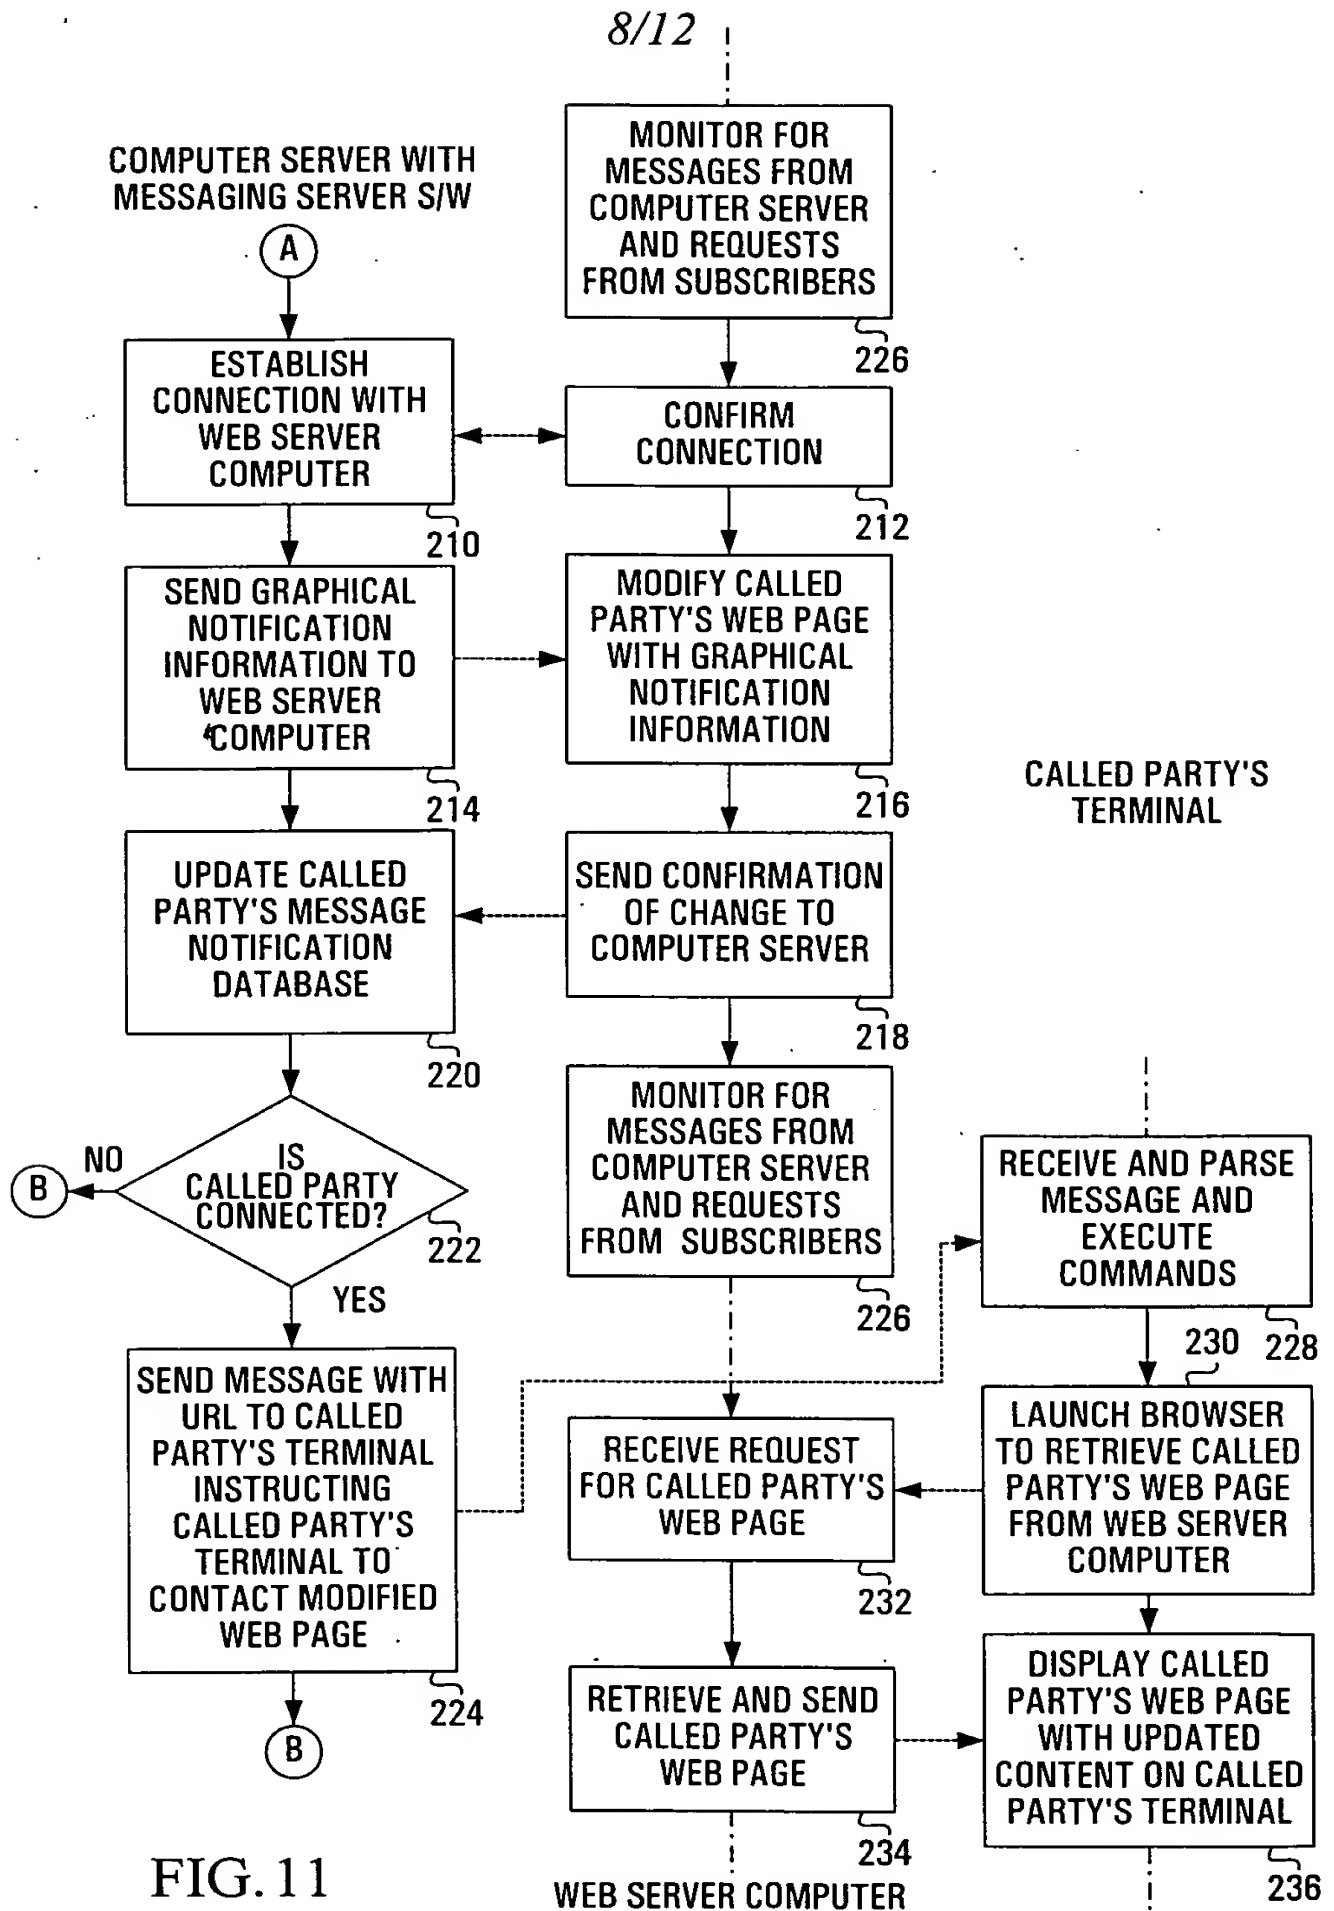 8/12
COMPUTER SERVER WITH
MESSAGING SERVER S/W
A
ESTABLISH
CONNECTION WITH
WEB SERVER
COMPUTER
210
SEND GRAPHICAL
NOTIFICATION
INFORMATION TO
WEB SERVER
COMPUTER
214
UPDATE CALLED
PARTY'S MESSAGE
NOTIFICATION
DATABASE
220
IS
CALLED PARTY
CONNECTED?
222
NO
B
YES
SEND MESSAGE WITH
URL TO CALLED
PARTY'S TERMINAL
INSTRUCTING
CALLED PARTY'S
TERMINAL TO
CONTACT MODIFIED
WEB PAGE
224
B
MONITOR FOR
MESSAGES FROM
COMPUTER SERVER
AND REQUESTS
FROM SUBSCRIBERS
226
CONFIRM
CONNECTION
212
MODIFY CALLED
PARTY'S WEB PAGE
WITH GRAPHICAL
NOTIFICATION
INFORMATION
216
SEND CONFIRMATION
OF CHANGE TO
COMPUTER SERVER
218
MONITOR FOR
MESSAGES FROM
COMPUTER SERVER
AND REQUESTS
FROM SUBSCRIBERS
226
RECEIVE REQUEST
FOR CALLED PARTY'S
WEB PAGE
232
RETRIEVE AND SEND
CALLED PARTY'S
WEB PAGE
234
WEB SERVER COMPUTER
CALLED PARTY'S
TERMINAL
RECEIVE AND PARSE
MESSAGE AND
EXECUTE
COMMANDS
228
230
LAUNCH BROWSER
TO RETRIEVE CALLED
PARTY'S WEB PAGE
FROM WEB SERVER
COMPUTER
DISPLAY CALLED
PARTY'S WEB PAGE
WITH UPDATED
CONTENT ON CALLED
PARTY'S TERMINAL
236
FIG. 11